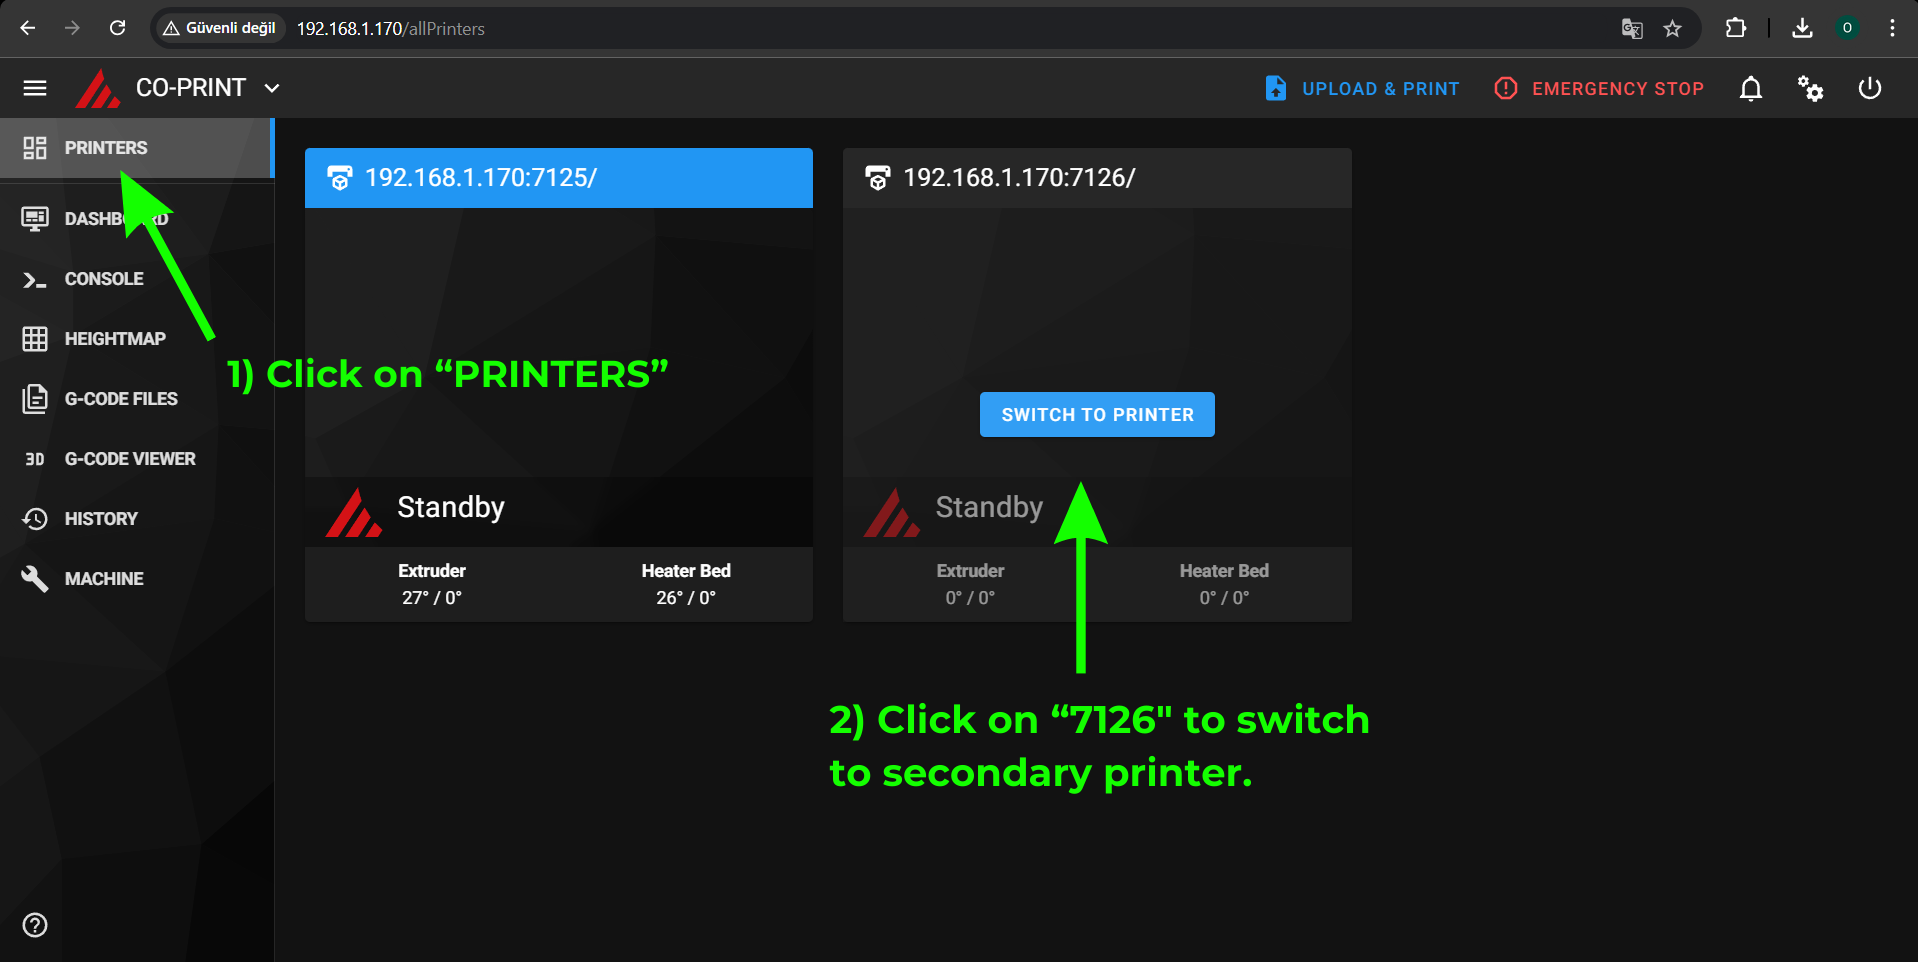 Güvenli değil
192.168.1.170/allPrinters
O
CO-PRINT
UPLOAD & PRINT
EMERGENCY STOP
PRINTERS
DASHBOARD
CONSOLE
HEIGHTMAP
G-CODE FILES
3D G-CODE VIEWER
HISTORY
MACHINE
192.168.1.170:7125/
Standby
Extruder Heater Bed
27° / 0° 26° / 0°
192.168.1.170:7126/
SWITCH TO PRINTER
Standby
Extruder Heater Bed
0° / 0° 0° / 0°
1) Click on “PRINTERS”
2) Click on “7126" to switch
to secondary printer.